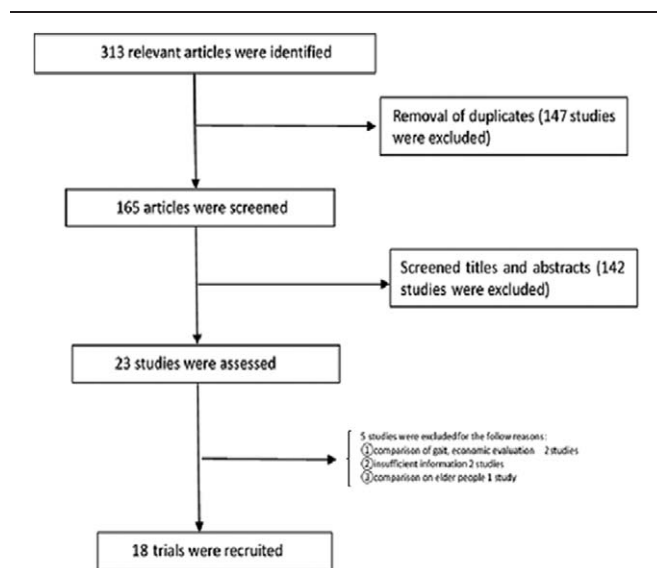 313 relevant articles were identified
Removal of duplicates (147 studies
were excluded)
165 articles were screened
Screened titles and abstracts (142
studies were excluded)
23 studies were assessed
5 studies were excluded for the follow reasons:
①comparison of gait, economic evaluation 2 studies
②insufficient information 2 studies
③comparison on elder people 1 study
18 trials were recruited